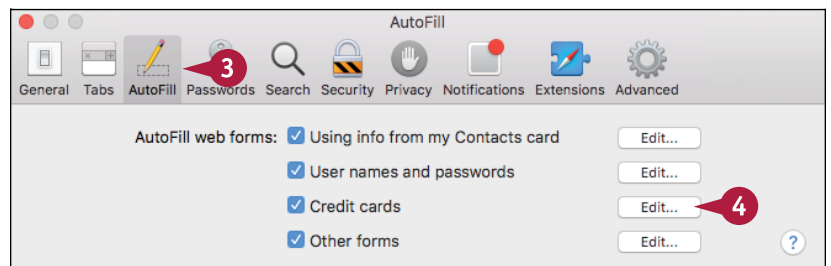 AutoFill
3
General Tabs AutoFill Passwords Search Security Privacy Notifications Extensions Advanced
AutoFill web forms: Using info from my Contacts card Edit...
User names and passwords Edit...
Credit cards Edit... 4
Other forms Edit... ?